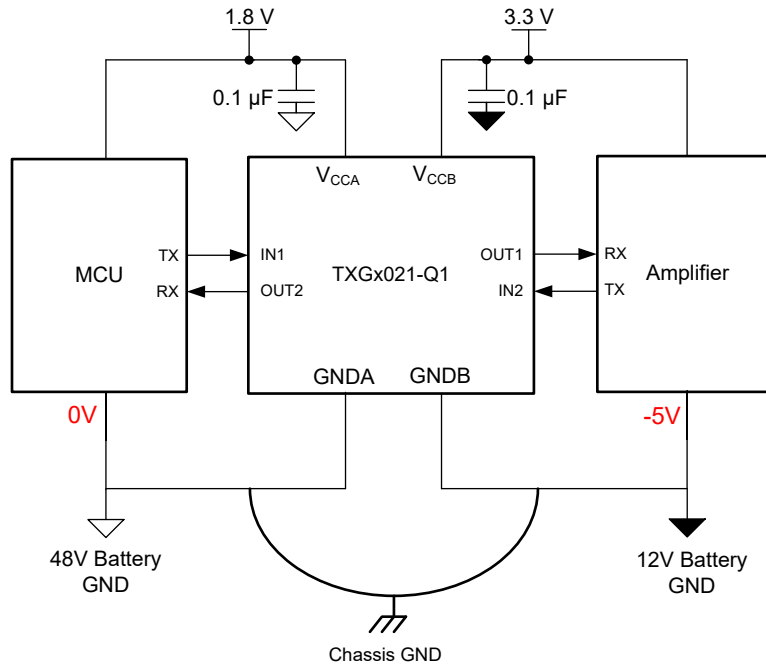 1.8 V
3.3 V
0.1 µF
0.1 µF
VCCA
VCCB
MCU
TX
RX
IN1
OUT2
TXGx021-Q1
OUT1
IN2
RX
TX
Amplifier
GNDA
GNDB
0V
-5V
48V Battery
GND
12V Battery
GND
Chassis GND